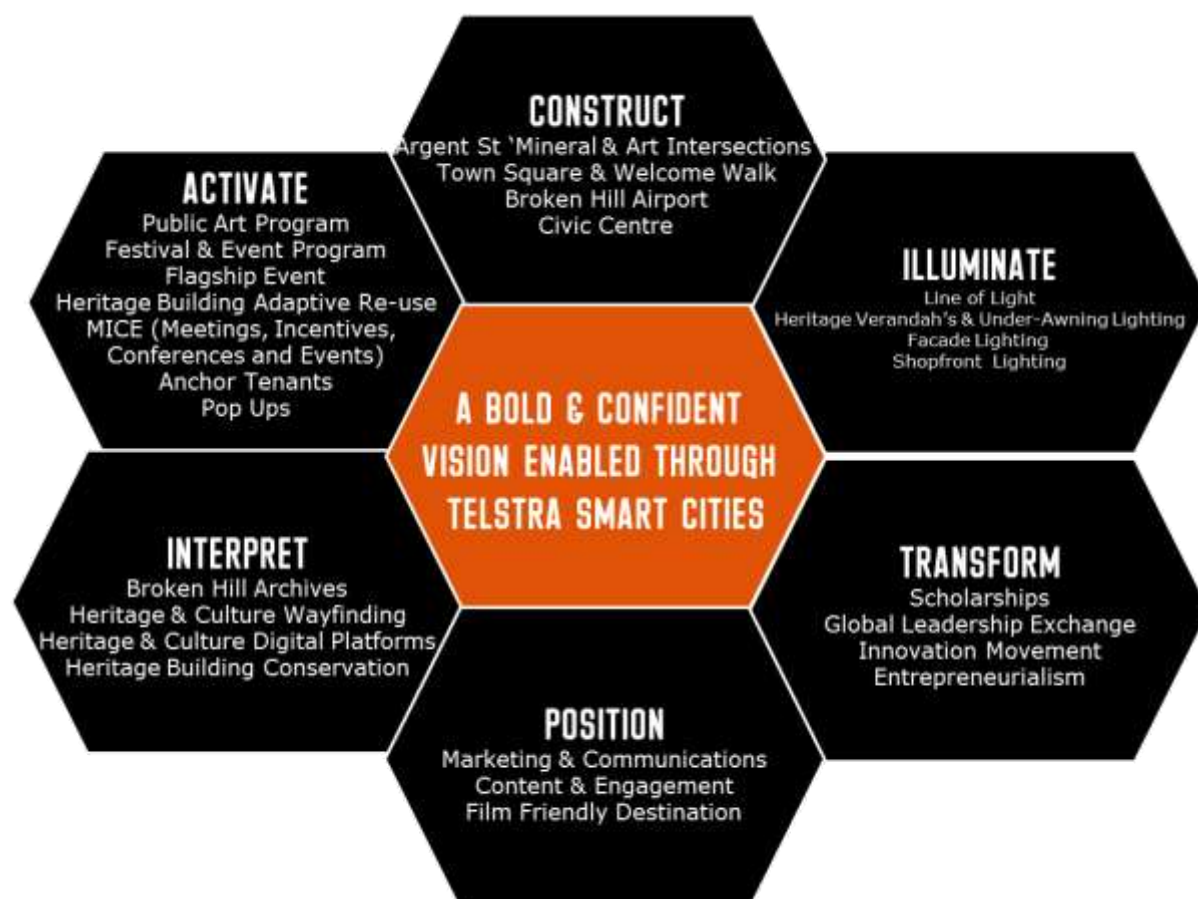 CONSTRUCT
Argent St ‘Mineral & Art Intersections
Town Square & Welcome Walk
Broken Hill Airport
Civic Centre
ACTIVATE
Public Art Program
Festival & Event Program
Flagship Event
Heritage Building Adaptive Re-use
MICE (Meetings, Incentives,
Conferences and Events)
Anchor Tenants
Pop Ups
ILLUMINATE
Line of Light
Heritage Verandah's & Under-Awning Lighting
Facade Lighting
Shopfront Lighting
A BOLD & CONFIDENT
VISION ENABLED THROUGH
TELSTRA SMART CITIES
INTERPRET
Broken Hill Archives
Heritage & Culture Wayfinding
Heritage & Culture Digital Platforms
Heritage Building Conservation
TRANSFORM
Scholarships
Global Leadership Exchange
Innovation Movement
Entrepreneurialism
POSITION
Marketing & Communications
Content & Engagement
Film Friendly Destination